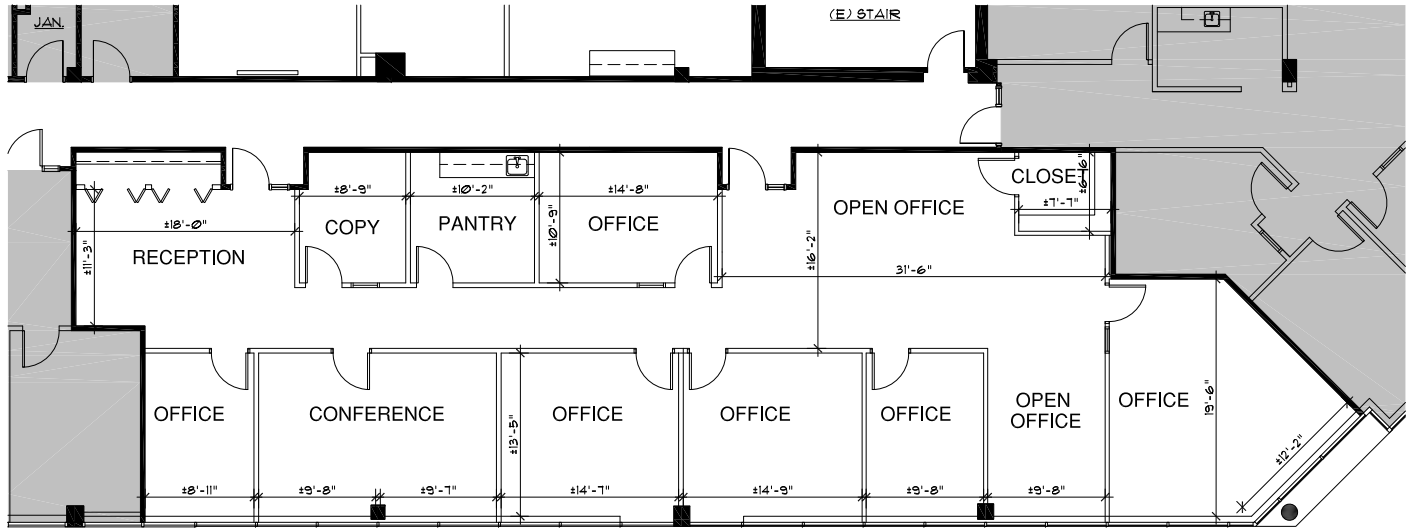 JAN.
(E) STAIR
CLOSET
±6'-6"
±8'-9"
±10'-2"
±14'-8"
±7'-7"
OPEN OFFICE
±18'-0"
COPY
PANTRY
OFFICE
±10'-9"
±16'-2"
RECEPTION
±11'-3"
31'-6"
OFFICE
CONFERENCE
OFFICE
OFFICE
OFFICE
OPEN
OFFICE
OFFICE
19'-6"
±13'-5"
±12'-2"
±8'-11"
±9'-8"
±9'-7"
±14'-7"
±14'-9"
±9'-8"
±9'-8"